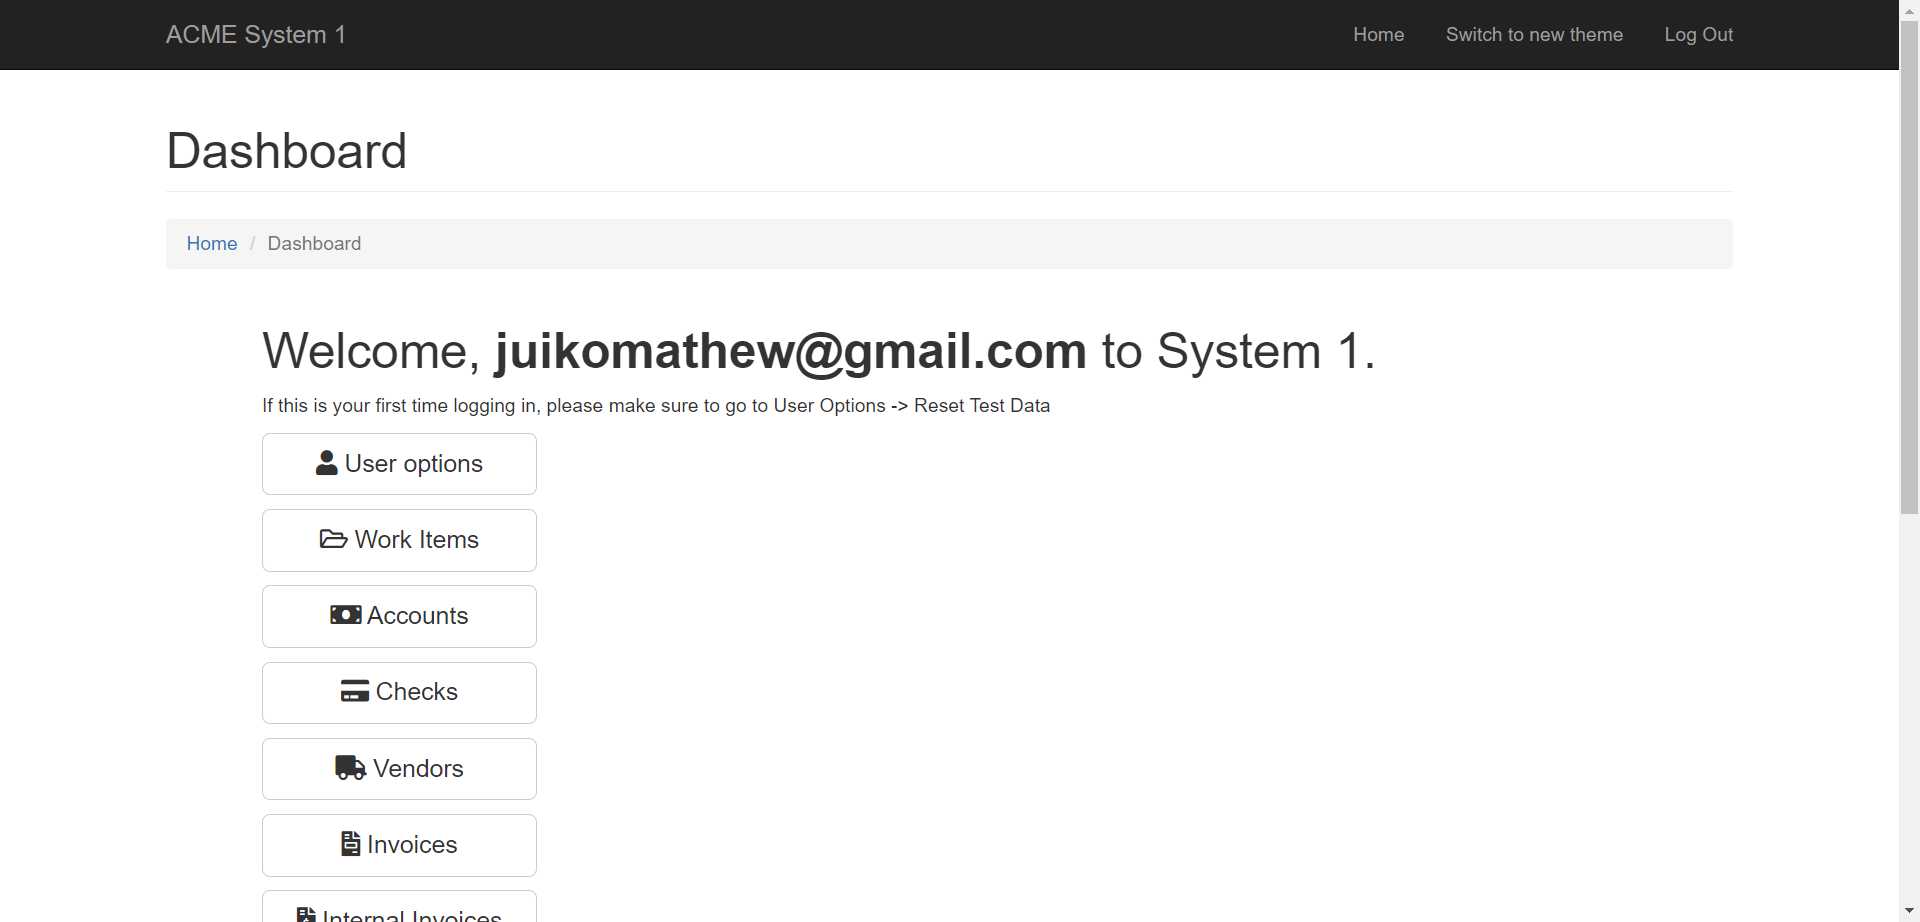 ACME System 1
Home
Switch to new theme
Log Out
Dashboard
Home / Dashboard
Welcome, juikomathew@gmail.com to System 1.
If this is your first time logging in, please make sure to go to User Options -> Reset Test Data
User options
Work Items
Accounts
Checks
Vendors
Invoices
Internal Invoices